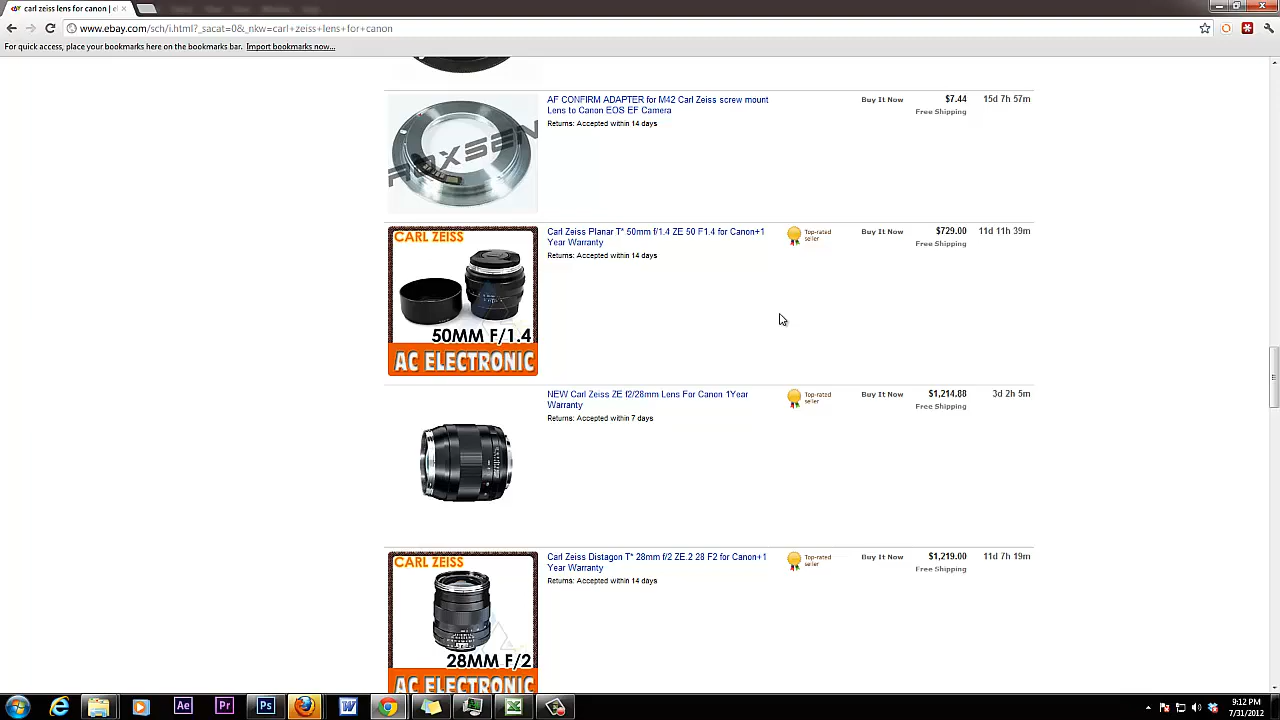 carl zeiss lens for canon | e
www.ebay.com/sch/i.html?_sacat=0&_nkw=carl+zeiss+lens+for+canon
For quick access, place your bookmarks here on the bookmarks bar. Import bookmarks now...
AF CONFIRM ADAPTER for M42 Carl Zeiss screw mount
Lens to Canon EOS EF Camera
Returns: Accepted within 14 days
Buy It Now
$7.44
Free Shipping
15d 7h 57m
CARL ZEISS
50MM F/1.4
AC ELECTRONIC
Carl Zeiss Planar T* 50mm f/1.4 ZE 50 F1.4 for Canon+1
Year Warranty
Returns: Accepted within 14 days
Top-rated
seller
Buy It Now
$729.00
Free Shipping
11d 11h 39m
NEW Carl Zeiss ZE f2/28mm Lens For Canon 1Year
Warranty
Returns: Accepted within 7 days
Top-rated
seller
Buy It Now
$1,214.88
Free Shipping
3d 2h 5m
CARL ZEISS
28MM F/2
AC ELECTRONIC
Carl Zeiss Distagon T* 28mm f/2 ZE.2 28 F2 for Canon+1
Year Warranty
Returns: Accepted within 14 days
Top-rated
seller
Buy It Now
$1,219.00
Free Shipping
11d 7h 19m
Ae
Pr
Ps
W
9:12 PM
7/31/2012